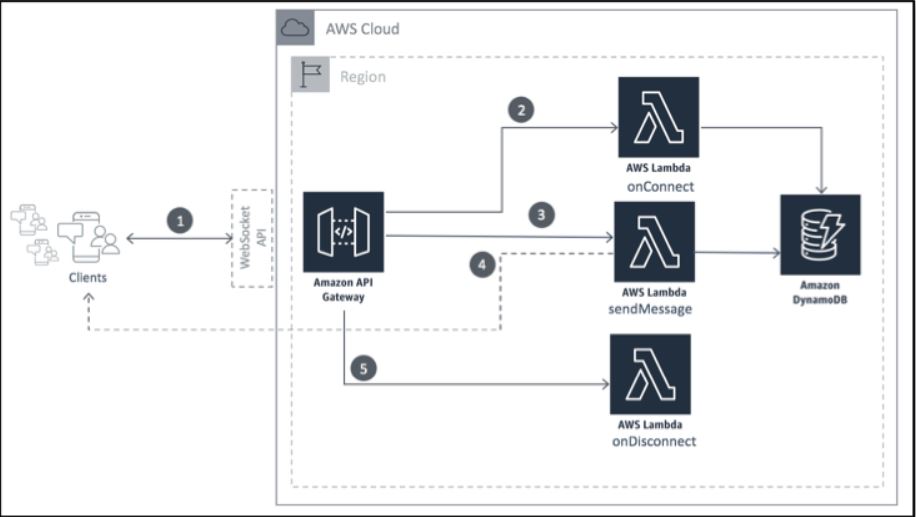 AWS Cloud
Region
2
AWS Lambda
onConnect
1
WebSocket
API
3
4
Clients
Amazon API
Gateway
AWS Lambda
sendMessage
Amazon
DynamoDB
5
AWS Lambda
onDisconnect